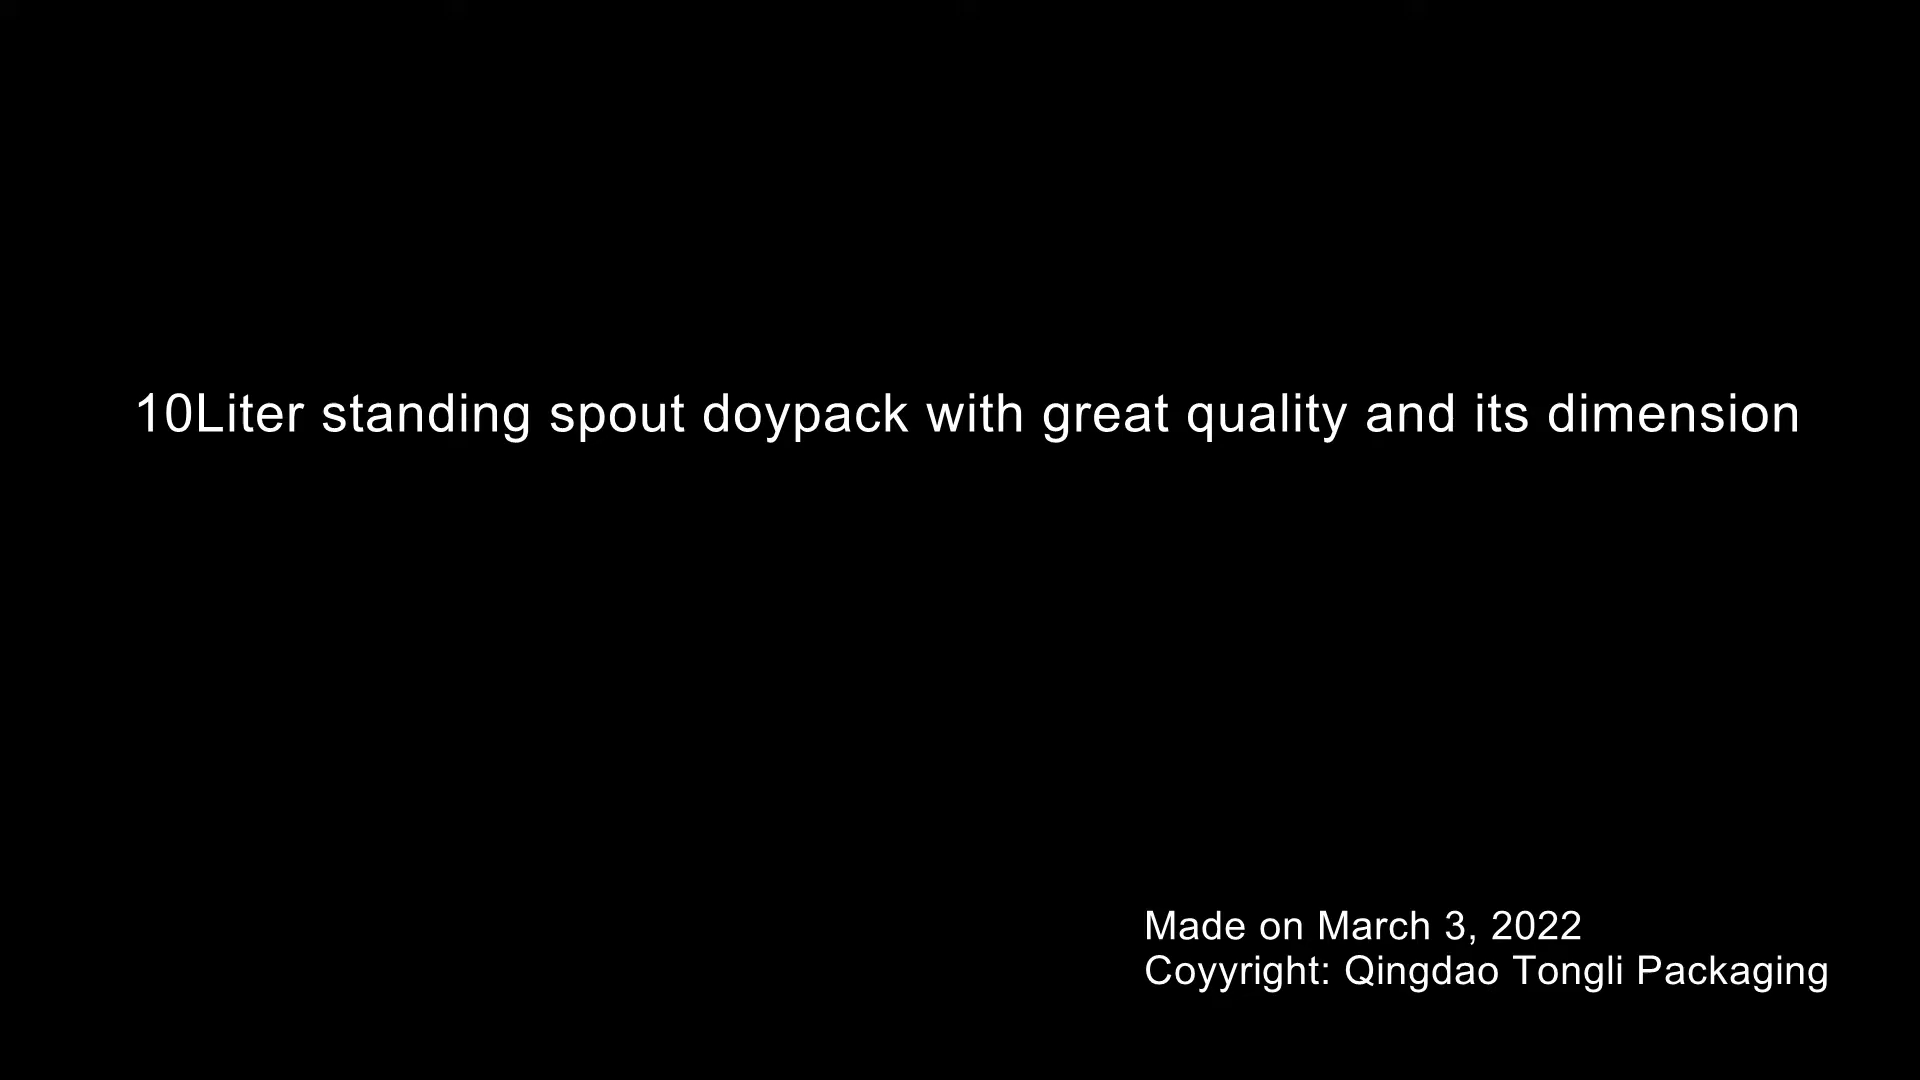 10Liter standing spout doypack with great quality and its dimension
Made on March 3, 2022
Coyyright: Qingdao Tongli Packaging